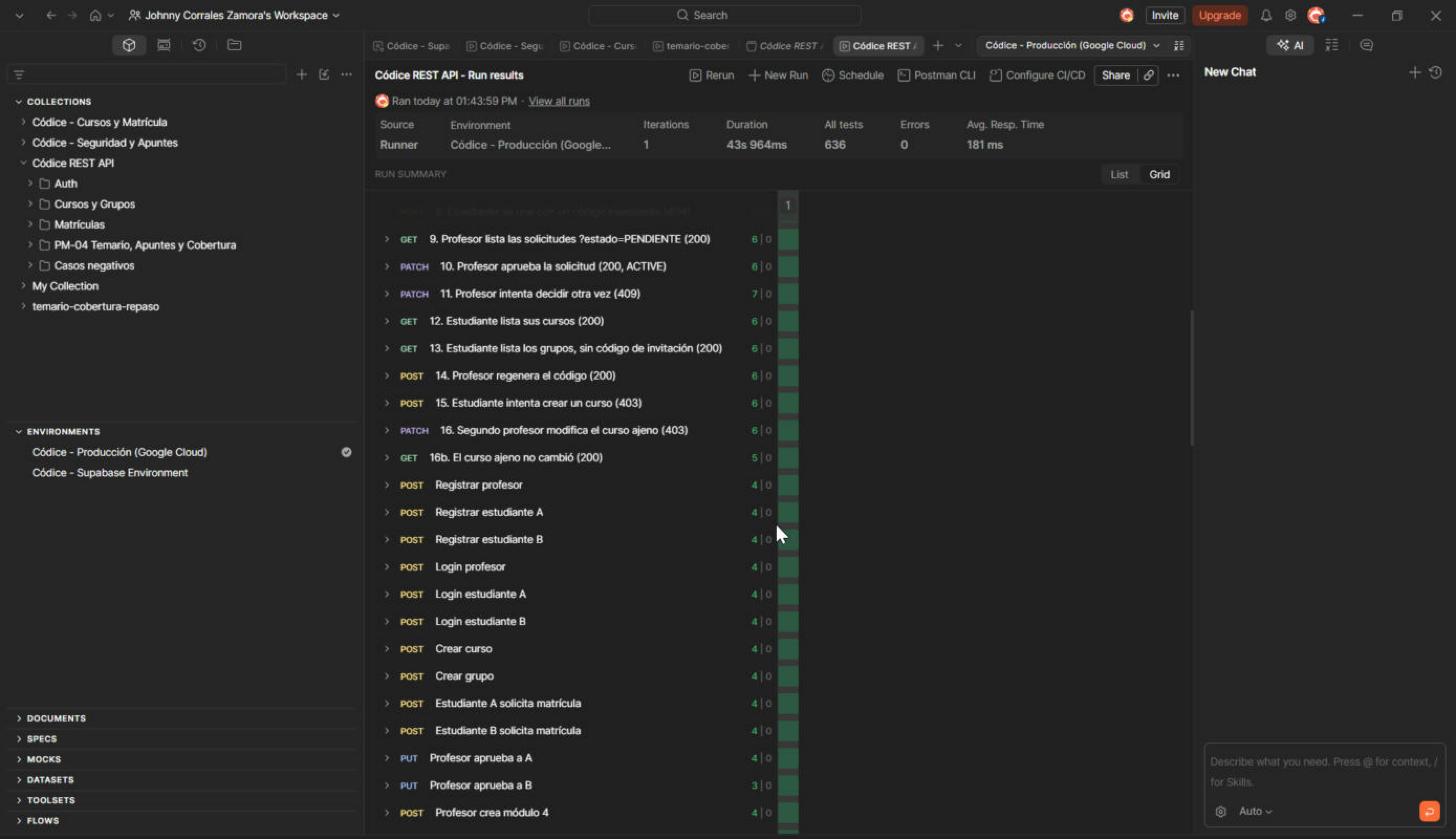 Johnny Corrales Zamora's Workspace
Search
Invite
Upgrade
COLLECTIONS
Códice - Cursos y Matrícula
Códice - Seguridad y Apuntes
Códice REST API
Auth
Cursos y Grupos
Matrículas
PM-04 Temario, Apuntes y Cobertura
Casos negativos
My Collection
temario-cobertura-repaso
ENVIRONMENTS
Códice - Producción (Google Cloud)
Códice - Supabase Environment
DOCUMENTS
SPECS
MOCKS
DATASETS
TOOLSETS
FLOWS
Códice - Supa Códice - Segu Códice - Curs temario-cobe Códice REST Códice REST Códice - Producción (Google Cloud)
Códice REST API - Run results
Rerun New Run Schedule Postman CLI Configure CI/CD Share
Ran today at 01:43:59 PM · View all runs
Source Environment Iterations Duration All tests Errors Avg. Resp. Time
Runner Códice - Producción (Google... 1 43s 964ms 636 0 181 ms
RUN SUMMARY List Grid
1
GET 9. Profesor lista las solicitudes ?estado=PENDIENTE (200) 6 | 0
PATCH 10. Profesor aprueba la solicitud (200, ACTIVE) 6 | 0
PATCH 11. Profesor intenta decidir otra vez (409) 7 | 0
GET 12. Estudiante lista sus cursos (200) 6 | 0
GET 13. Estudiante lista los grupos, sin código de invitación (200) 6 | 0
POST 14. Profesor regenera el código (200) 6 | 0
POST 15. Estudiante intenta crear un curso (403) 6 | 0
PATCH 16. Segundo profesor modifica el curso ajeno (403) 6 | 0
GET 16b. El curso ajeno no cambió (200) 5 | 0
POST Registrar profesor 4 | 0
POST Registrar estudiante A 4 | 0
POST Registrar estudiante B 4 | 0
POST Login profesor 4 | 0
POST Login estudiante A 4 | 0
POST Login estudiante B 4 | 0
POST Crear curso 4 | 0
POST Crear grupo 4 | 0
POST Estudiante A solicita matrícula 4 | 0
POST Estudiante B solicita matrícula 4 | 0
PUT Profesor aprueba a A 4 | 0
PUT Profesor aprueba a B 3 | 0
POST Profesor crea módulo 4 4 | 0
AI
New Chat
Describe what you need. Press @ for context, /
for Skills.
Auto